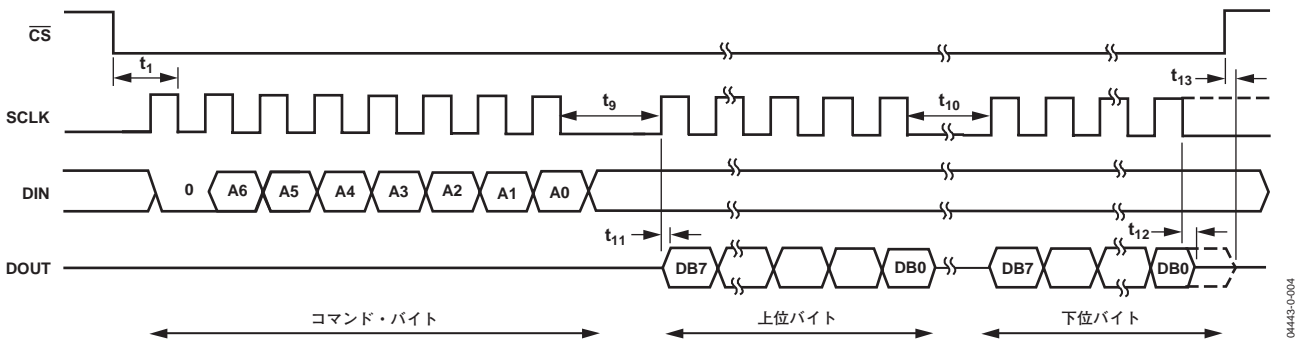 CS
t1
t13
SCLK
t9
t10
DIN
0 A6 A5 A4 A3 A2 A1 A0
t11
t12
DOUT
DB7 DB0 DB7 DB0
コマンド・バイト 上位バイト 下位バイト
04443-0-004